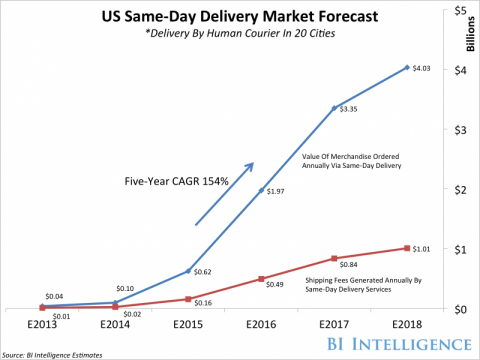 US Same-Day Delivery Market Forecast
*Delivery By Human Courier In 20 Cities
$5
Billions
$4
$3
$2
$1
$0
$4.03
$3.35
Value Of Merchandise Ordered
Annually Via Same-Day Delivery
Five-Year CAGR 154%
$1.97
$1.01
$0.84
$0.62
$0.49
Shipping Fees Generated Annually By
Same-Day Delivery Services
$0.04
$0.10
$0.16
$0.01
$0.02
E2013
E2014
E2015
E2016
E2017
E2018
Source: BI Intelligence Estimates
BI INTELLIGENCE